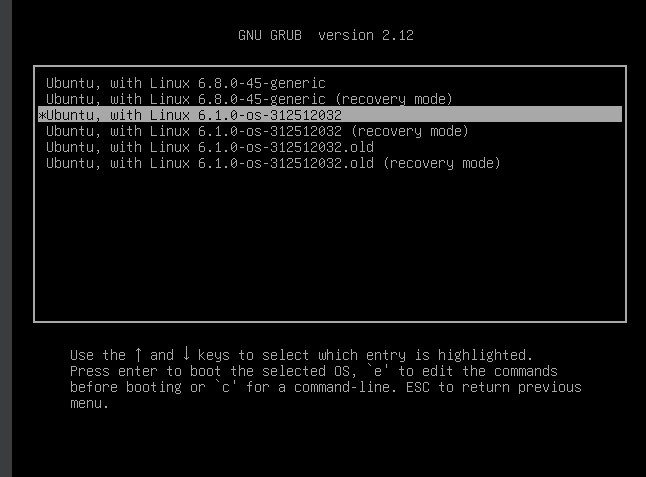 GNU GRUB version 2.12
Ubuntu, with Linux 6.8.0-45-generic
Ubuntu, with Linux 6.8.0-45-generic (recovery mode)
*Ubuntu, with Linux 6.1.0-os-312512032
Ubuntu, with Linux 6.1.0-os-312512032 (recovery mode)
Ubuntu, with Linux 6.1.0-os-312512032.old
Ubuntu, with Linux 6.1.0-os-312512032.old (recovery mode)
Use the ↑ and ↓ keys to select which entry is highlighted.
Press enter to boot the selected OS, `e' to edit the commands
before booting or `c' for a command-line. ESC to return previous
menu.